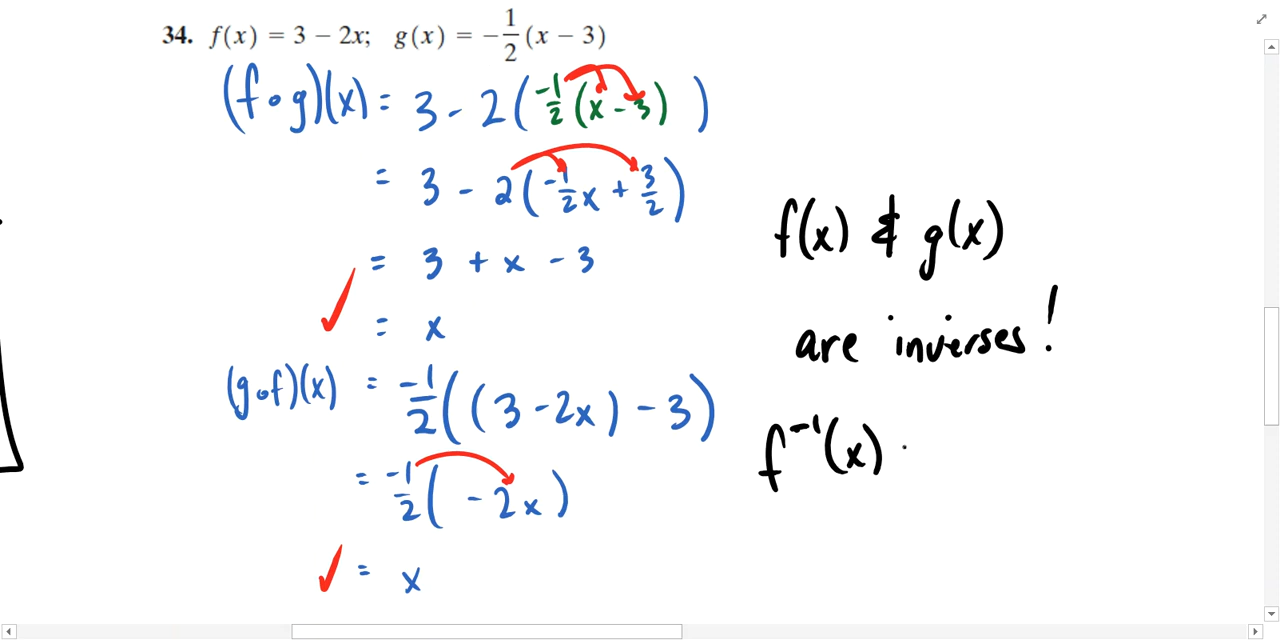 34. f(x) = 3 − 2x; g(x) = −1/2 (x − 3)
(f∘g)(x) = 3 - 2(-1/2(x - 3))
= 3 - 2(-1/2 x + 3/2)
= 3 + x - 3
= x
(g∘f)(x) = -1/2((3 - 2x) - 3)
= -1/2(-2x)
= x
f(x) & g(x)
are inverses!
f⁻¹(x)